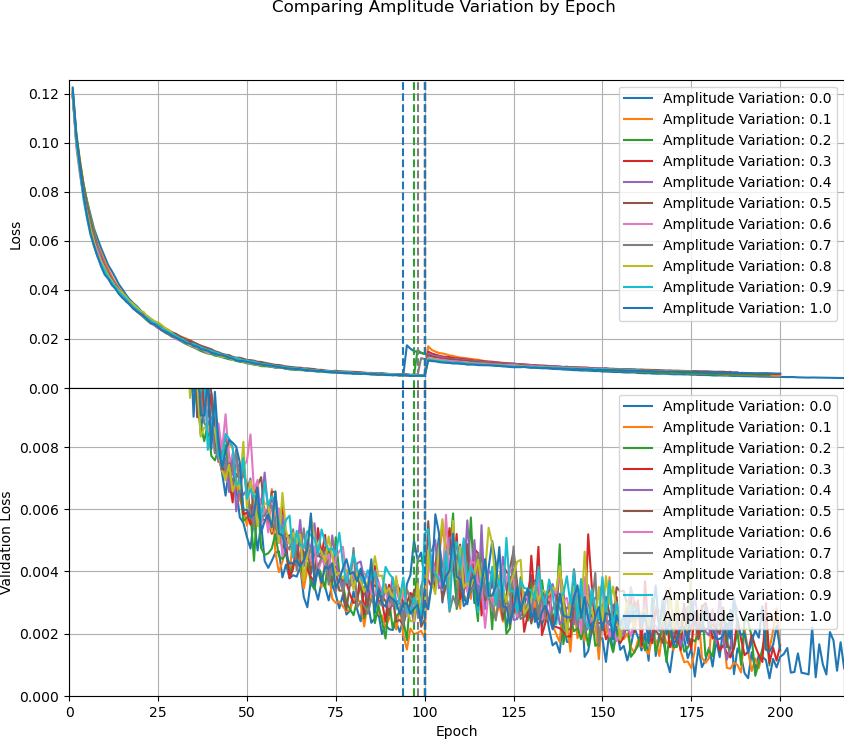 Comparing Amplitude Variation by Epoch
Loss
0.12
0.10
0.08
0.06
0.04
0.02
0.00
Amplitude Variation: 0.0
Amplitude Variation: 0.1
Amplitude Variation: 0.2
Amplitude Variation: 0.3
Amplitude Variation: 0.4
Amplitude Variation: 0.5
Amplitude Variation: 0.6
Amplitude Variation: 0.7
Amplitude Variation: 0.8
Amplitude Variation: 0.9
Amplitude Variation: 1.0
Validation Loss
0.008
0.006
0.004
0.002
0.000
Amplitude Variation: 0.0
Amplitude Variation: 0.1
Amplitude Variation: 0.2
Amplitude Variation: 0.3
Amplitude Variation: 0.4
Amplitude Variation: 0.5
Amplitude Variation: 0.6
Amplitude Variation: 0.7
Amplitude Variation: 0.8
Amplitude Variation: 0.9
Amplitude Variation: 1.0
0 25 50 75 100 125 150 175 200
Epoch